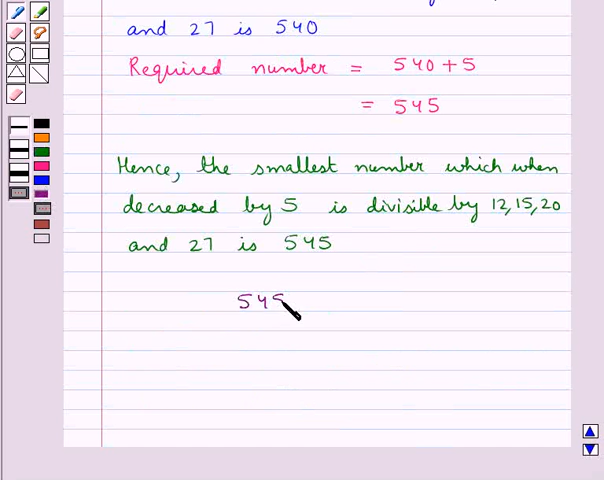 and 27 is 540
Required number = 540 + 5
= 545
Hence, the smallest number which when
decreased by 5 is divisible by 12, 15, 20
and 27 is 545
545